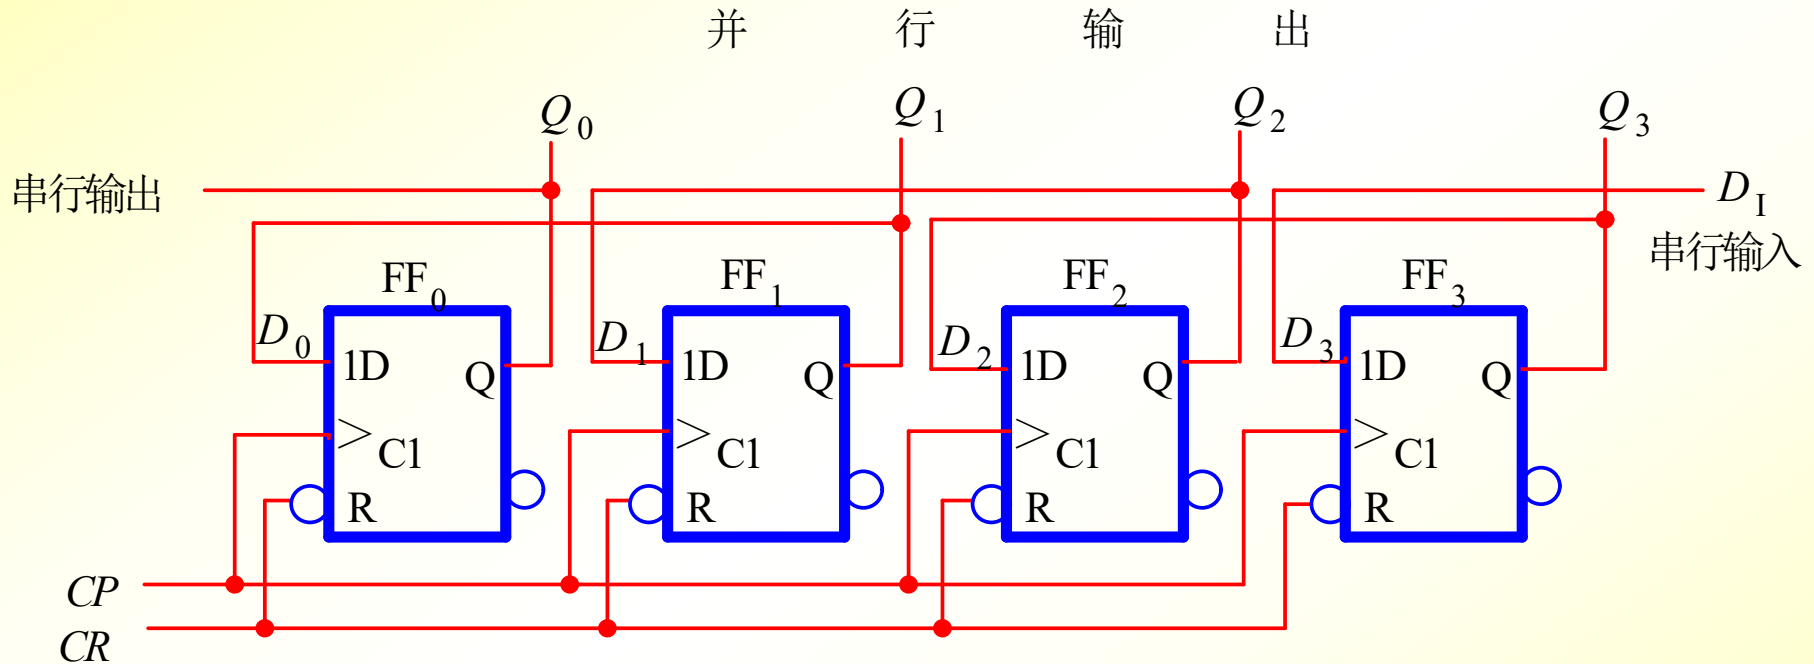 并 行 输 出
Q0 Q1 Q2 Q3
串行输出 DI
串行输入
FF0 FF1 FF2 FF3
D0 D1 D2 D3
1D Q 1D Q 1D Q 1D Q
> C1 > C1 > C1 > C1
R R R R
CP
CR